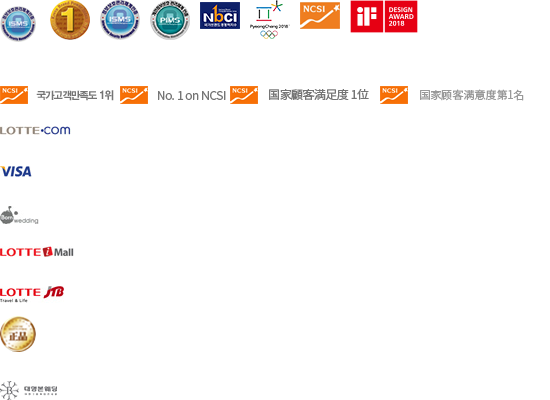 ISMS
1
ISMS
PIMS
NBCI
PyeongChang 2018
NCSI
iF
DESIGN
AWARD
2018
NCSI 국가고객만족도 1위
NCSI No. 1 on NCSI
NCSI 国家顧客満足度 1位
NCSI 国家顾客满意度第1名
LOTTE.COM
VISA
Bom wedding
LOTTE i Mall
LOTTE JTB
Travel & Life
正品
B 태양본웨딩